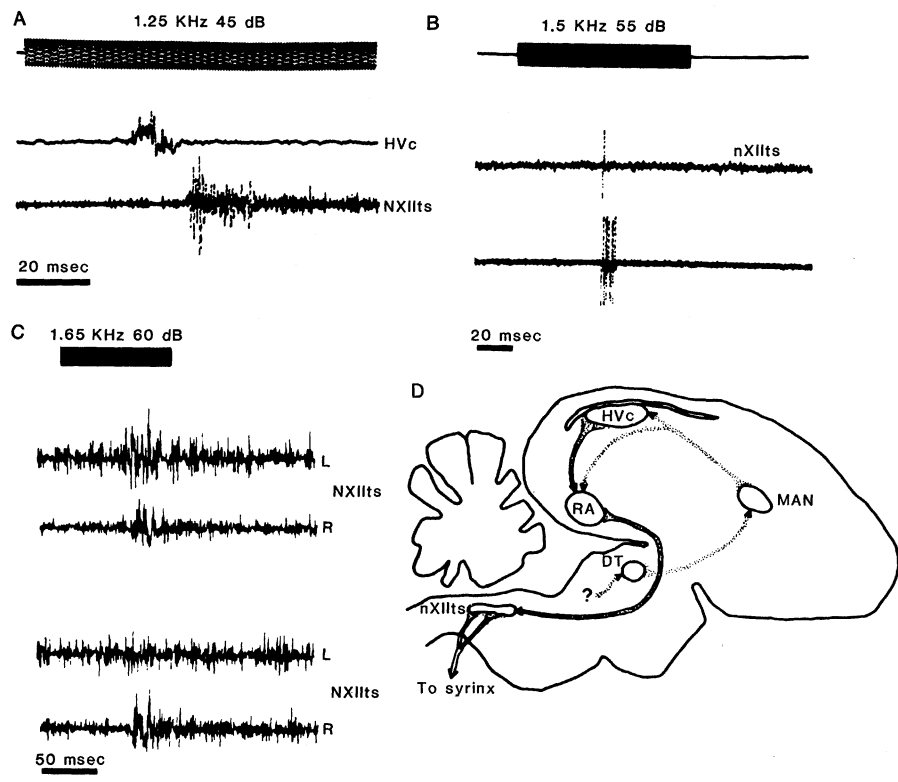 A
1.25 KHz 45 dB
HVc
NXIIts
20 msec
B
1.5 KHz 55 dB
nXIIts
20 msec
C
1.65 KHz 60 dB
L
NXIIts
R
L
NXIIts
R
50 msec
D
HVc
RA
MAN
DT
?
nXIIts
To syrinx